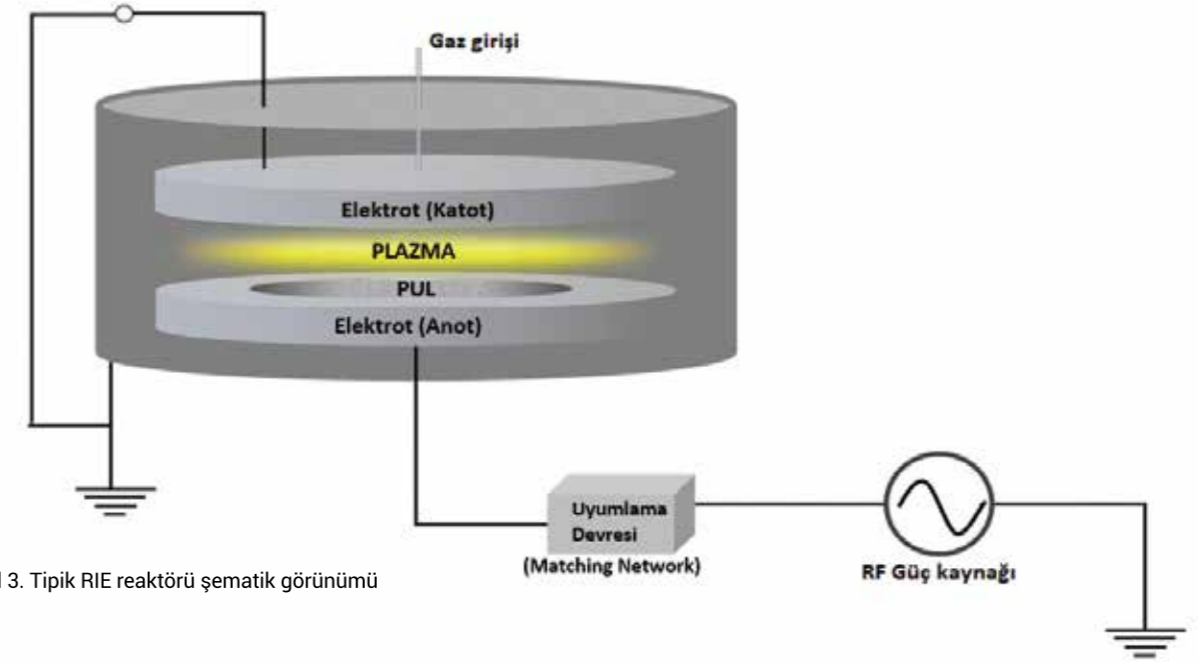 Gaz girişi
Elektrot (Katot)
PLAZMA
PUL
Elektrot (Anot)
Uyumlama
Devresi
(Matching Network)
RF Güç kaynağı
3. Tipik RIE reaktörü şematik görünümü